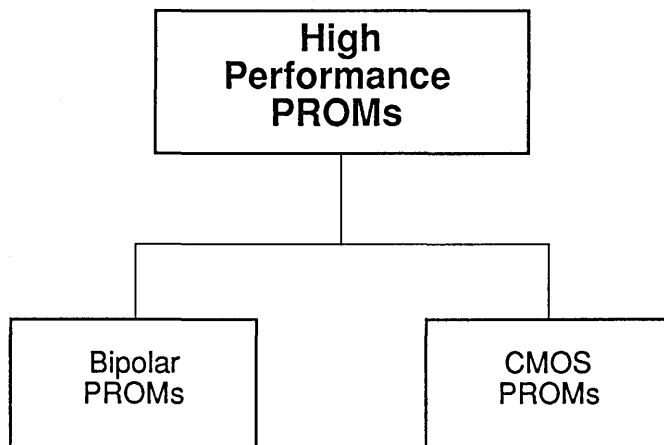 High
Performance
PROMs
Bipolar
PROMs
CMOS
PROMs